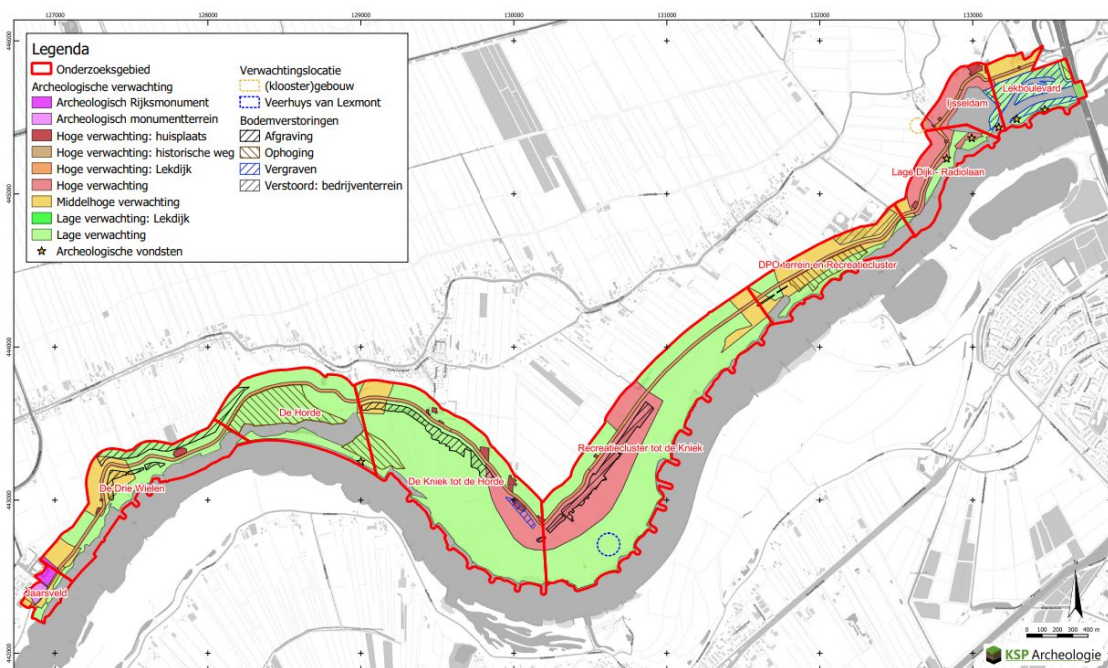 127000 128000 129000 130000 131000 132000 133000
446000
445000
444000
443000
442000
Legenda
Onderzoeksgebied
Archeologische verwachting
Archeologisch Rijksmonument
Archeologisch monumentterrein
Hoge verwachting: huisplaats
Hoge verwachting: historische weg
Hoge verwachting: Lekdijk
Hoge verwachting
Middelhoge verwachting
Lage verwachting: Lekdijk
Lage verwachting
Archeologische vondsten
Verwachtingslocatie
(klooster)gebouw
Veerhuys van Lexmont
Bodemverstoringen
Afgraving
Ophoging
Vergraven
Verstoord: bedrijventerrein
Lekboulevard
Ijsseldam
Lage Dijk - Radiolaan
DPO-terrein en Recreatiecluster
De Horde
Recreatiecluster tot de Kniek
De Kniek tot de Horde
De Drie Wielen
Jaarsveld
0 100 200 300 400 m
KSP Archeologie